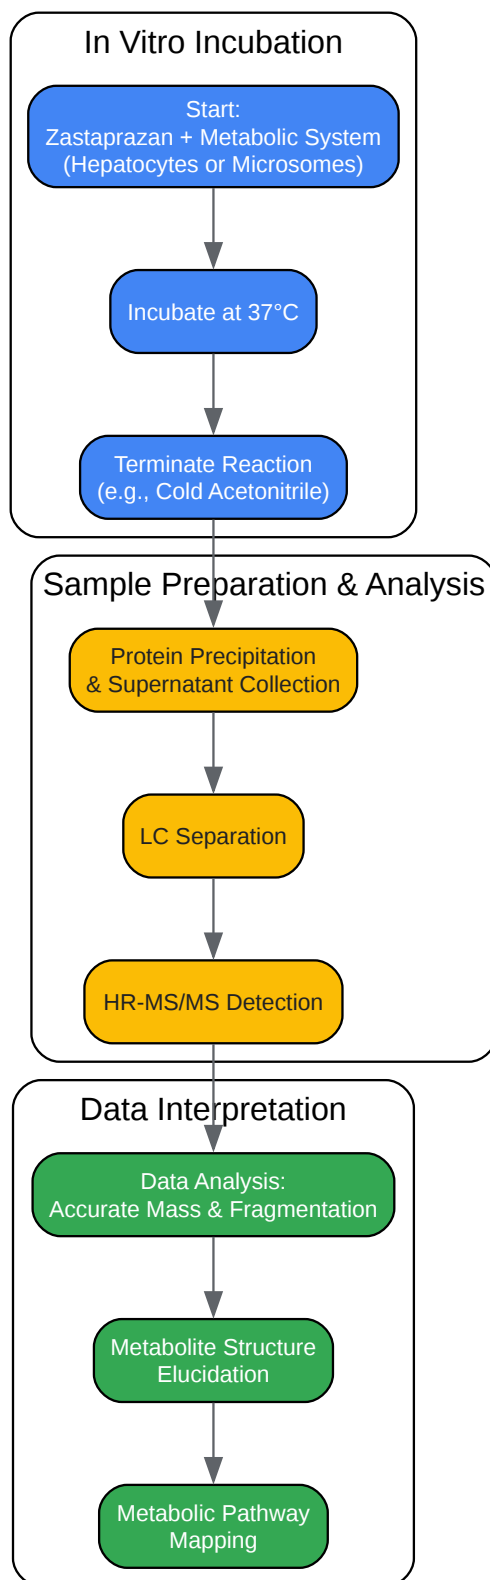 In Vitro Incubation
Start:
Zastaprazan + Metabolic System
(Hepatocytes or Microsomes)
Incubate at 37°C
Terminate Reaction
(e.g., Cold Acetonitrile)
Sample Preparation & Analysis
Protein Precipitation
& Supernatant Collection
LC Separation
HR-MS/MS Detection
Data Interpretation
Data Analysis:
Accurate Mass & Fragmentation
Metabolite Structure
Elucidation
Metabolic Pathway
Mapping